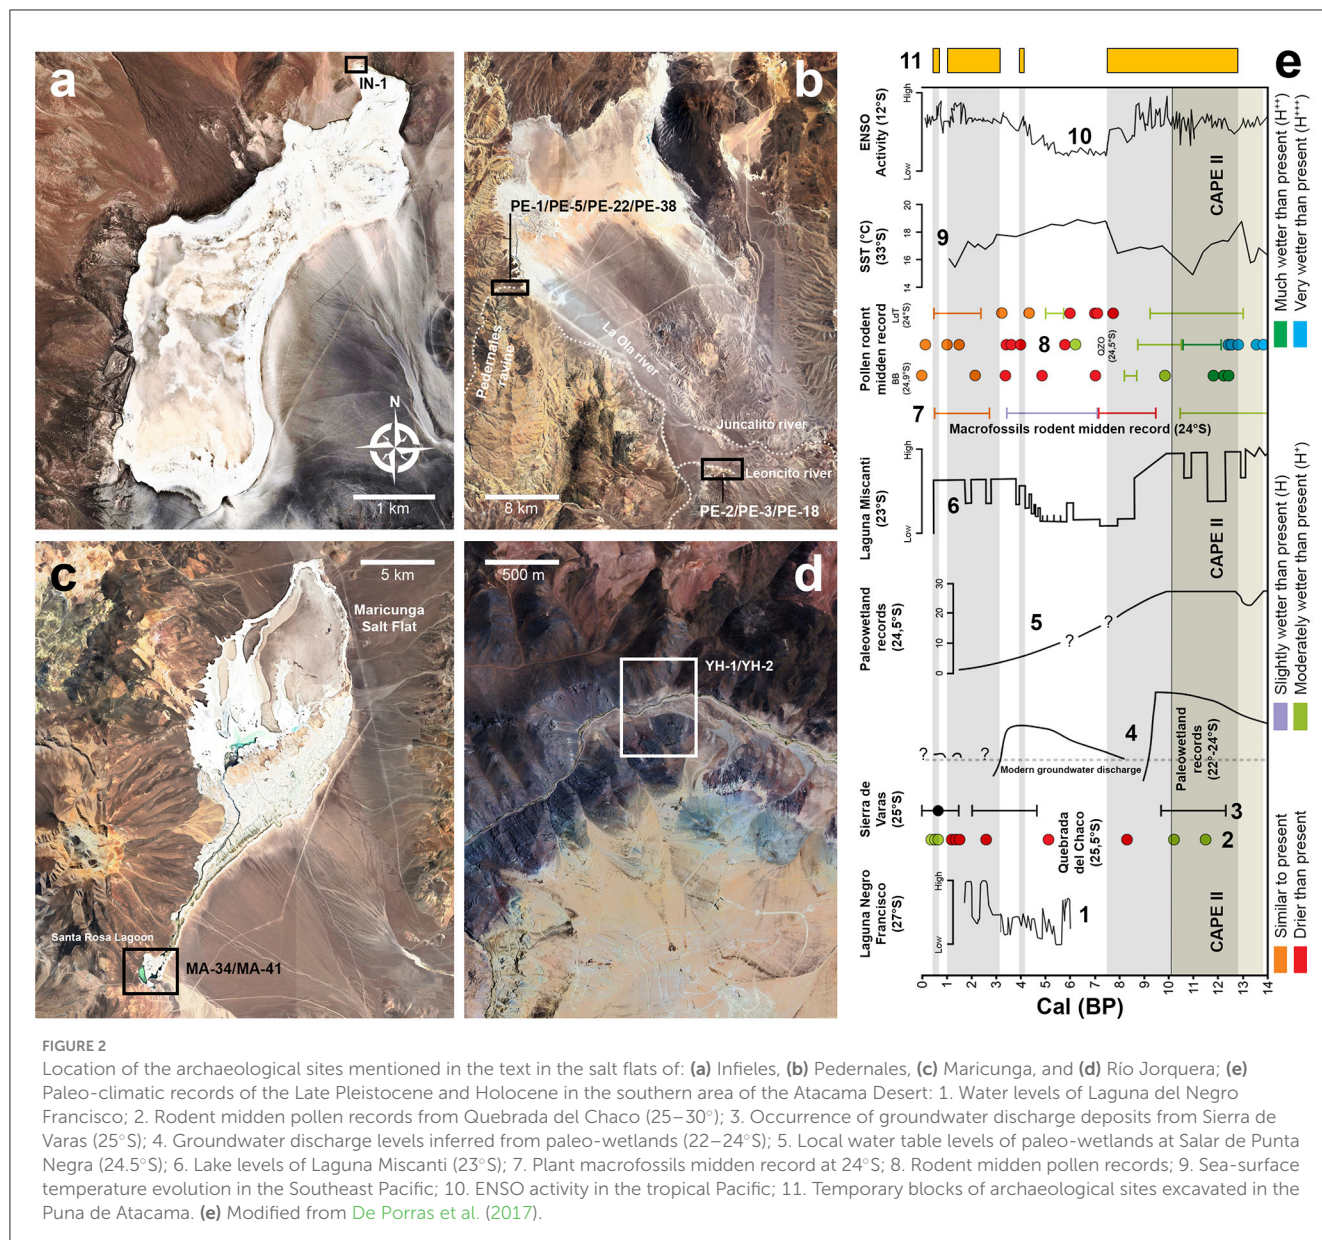 a
IN-1
N
1 km
b
PE-1/PE-5/PE-22/PE-38
Pedernales
ravine
La Ola river
Juncalito river
Leoncito river
8 km
PE-2/PE-3/PE-18
c
5 km
Maricunga
Salt Flat
Santa Rosa Lagoon
MA-34/MA-41
d
500 m
YH-1/YH-2
e
11
ENSO
Activity (12°S)
High
Low
10
CAPE II
SST (°C)
(33°S)
20
18
16
14
9
Pollen rodent
midden record
LdT
(24°S)
8
QZO
(24,5°S)
BB
(24,9°S)
7
Macrofossils rodent midden record (24°S)
Laguna Miscanti
(23°S)
High
Low
6
CAPE II
Paleowetland
records
(24,5°S)
30
20
10
0
5
?
?
4
Paleowetland
records
(22°-24°S)
?
?
Modern groundwater discharge
Sierra de
Varas
(25°S)
3
Quebrada
del Chaco
(25,5°S)
2
Laguna Negro
Francisco
(27°S)
High
Low
1
CAPE II
0 1 2 3 4 5 6 7 8 9 10 11 12 13 14
Cal (BP)
Much wetter than present (H⁺⁺)
Very wetter than present (H⁺⁺⁺)
Slightly wetter than present (H)
Moderately wetter than present (H⁺)
Similar to present
Drier than present
FIGURE 2
Location of the archaeological sites mentioned in the text in the salt flats of: (a) Infieles, (b) Pedernales, (c) Maricunga, and (d) Río Jorquera; (e)
Paleo-climatic records of the Late Pleistocene and Holocene in the southern area of the Atacama Desert: 1. Water levels of Laguna del Negro
Francisco; 2. Rodent midden pollen records from Quebrada del Chaco (25–30°); 3. Occurrence of groundwater discharge deposits from Sierra de
Varas (25°S); 4. Groundwater discharge levels inferred from paleo-wetlands (22–24°S); 5. Local water table levels of paleo-wetlands at Salar de Punta
Negra (24.5°S); 6. Lake levels of Laguna Miscanti (23°S); 7. Plant macrofossils midden record at 24°S; 8. Rodent midden pollen records; 9. Sea-surface
temperature evolution in the Southeast Pacific; 10. ENSO activity in the tropical Pacific; 11. Temporary blocks of archaeological sites excavated in the
Puna de Atacama. (e) Modified from De Porras et al. (2017).